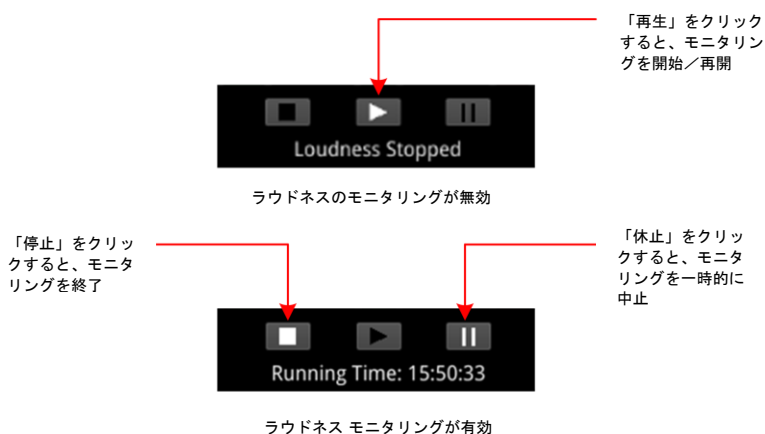 「再生」をクリック
すると、モニタリン
グを開始／再開
Loudness Stopped
ラウドネスのモニタリングが無効
「停止」をクリッ
クすると、モニタ
リングを終了
「休止」をクリッ
クすると、モニタ
リングを一時的に
中止
Running Time: 15:50:33
ラウドネス モニタリングが有効